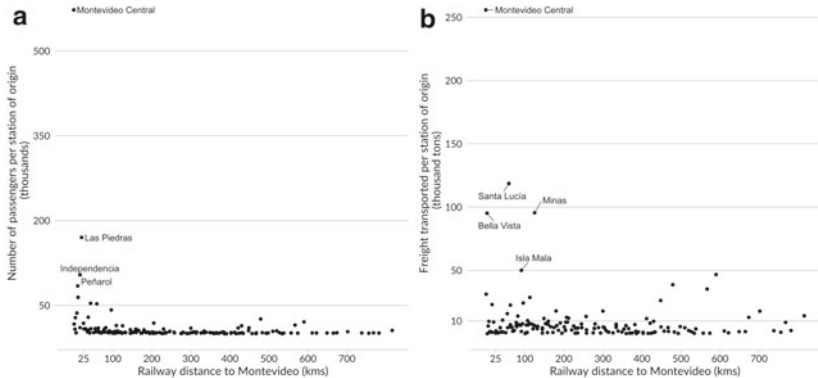 a
Montevideo Central
500
350
200
50
Las Piedras
Independencia
Peñarol
25 100 200 300 400 500 600 700
Railway distance to Montevideo (kms)
Number of passengers per station of origin
(thousands)
b
250
200
150
100
50
10
Montevideo Central
Santa Lucía
Minas
Bella Vista
Isla Mala
25 100 200 300 400 500 600 700
Railway distance to Montevideo (kms)
Freight transported per station of origin
(thousand tons)